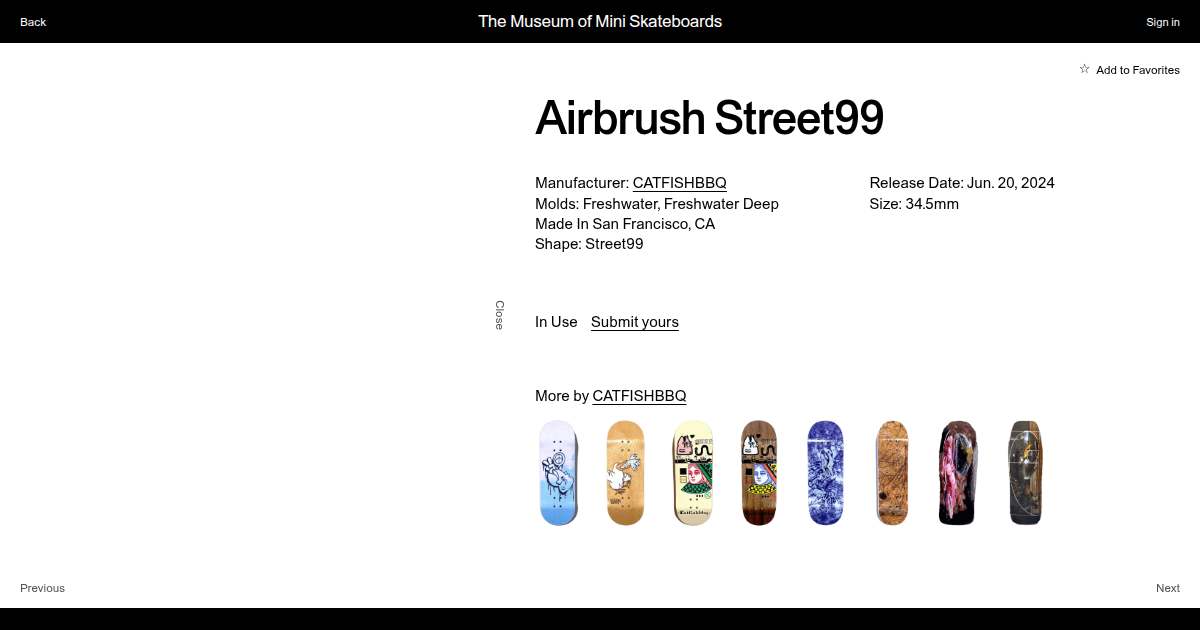 Back
The Museum of Mini Skateboards
Sign in
☆ Add to Favorites
Airbrush Street99
Manufacturer: CATFISHBBQ
Molds: Freshwater, Freshwater Deep
Made In San Francisco, CA
Shape: Street99
Release Date: Jun. 20, 2024
Size: 34.5mm
Close
In Use Submit yours
More by CATFISHBBQ
Previous
Next